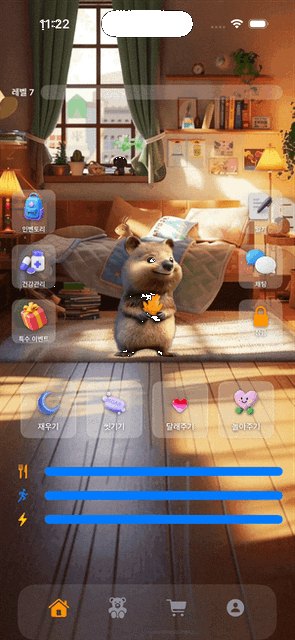 11:22
레벨 7
인벤토리
일기
건강관리
채팅
특수 이벤트
재우기
씻기기
달래주기
놀아주기